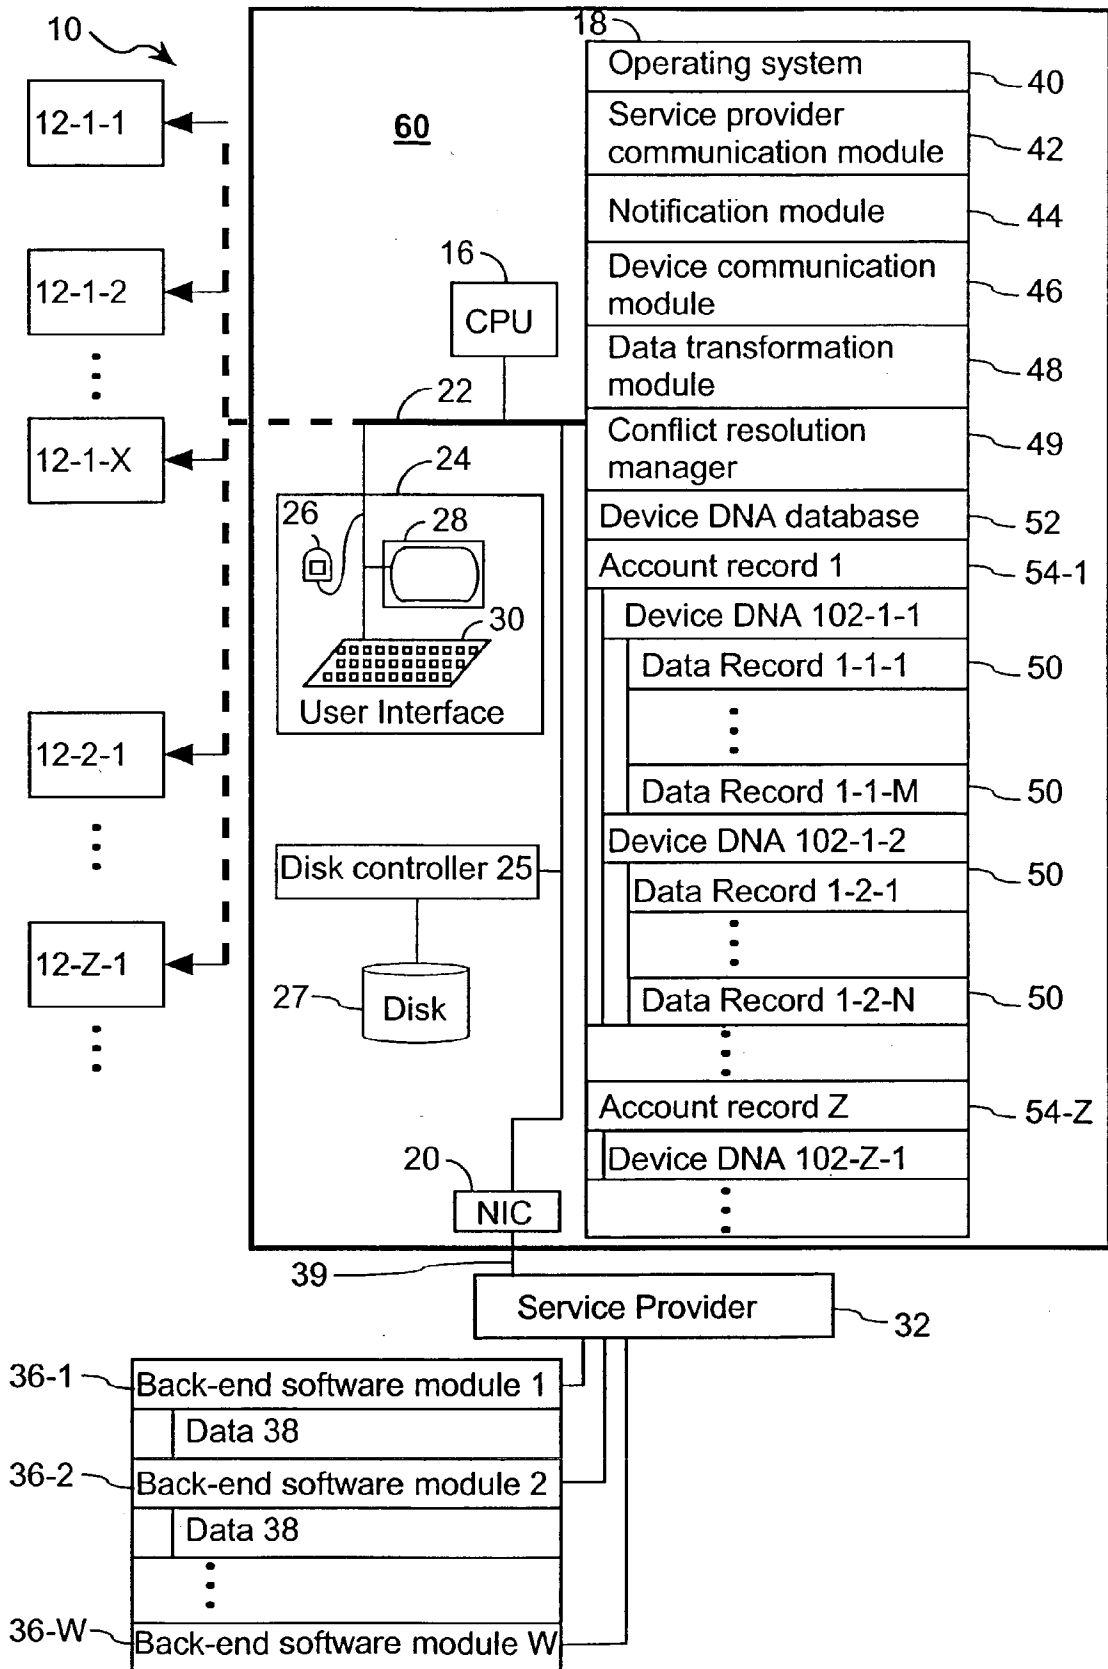 10
18
Operating system
40
12-1-1
60
Service provider
communication module
42
Notification module
44
12-1-2
16
CPU
Device communication
module
46
Data transformation
module
48
22
12-1-X
Conflict resolution
manager
49
24
26
28
30
User Interface
Device DNA database
52
Account record 1
54-1
Device DNA 102-1-1
Data Record 1-1-1
50
12-2-1
Data Record 1-1-M
50
Device DNA 102-1-2
Disk controller 25
50
Data Record 1-2-1
12-Z-1
27
Disk
Data Record 1-2-N
50
Account record Z
54-Z
20
NIC
Device DNA 102-Z-1
39
Service Provider
32
36-1
Back-end software module 1
Data 38
36-2
Back-end software module 2
Data 38
36-W
Back-end software module W